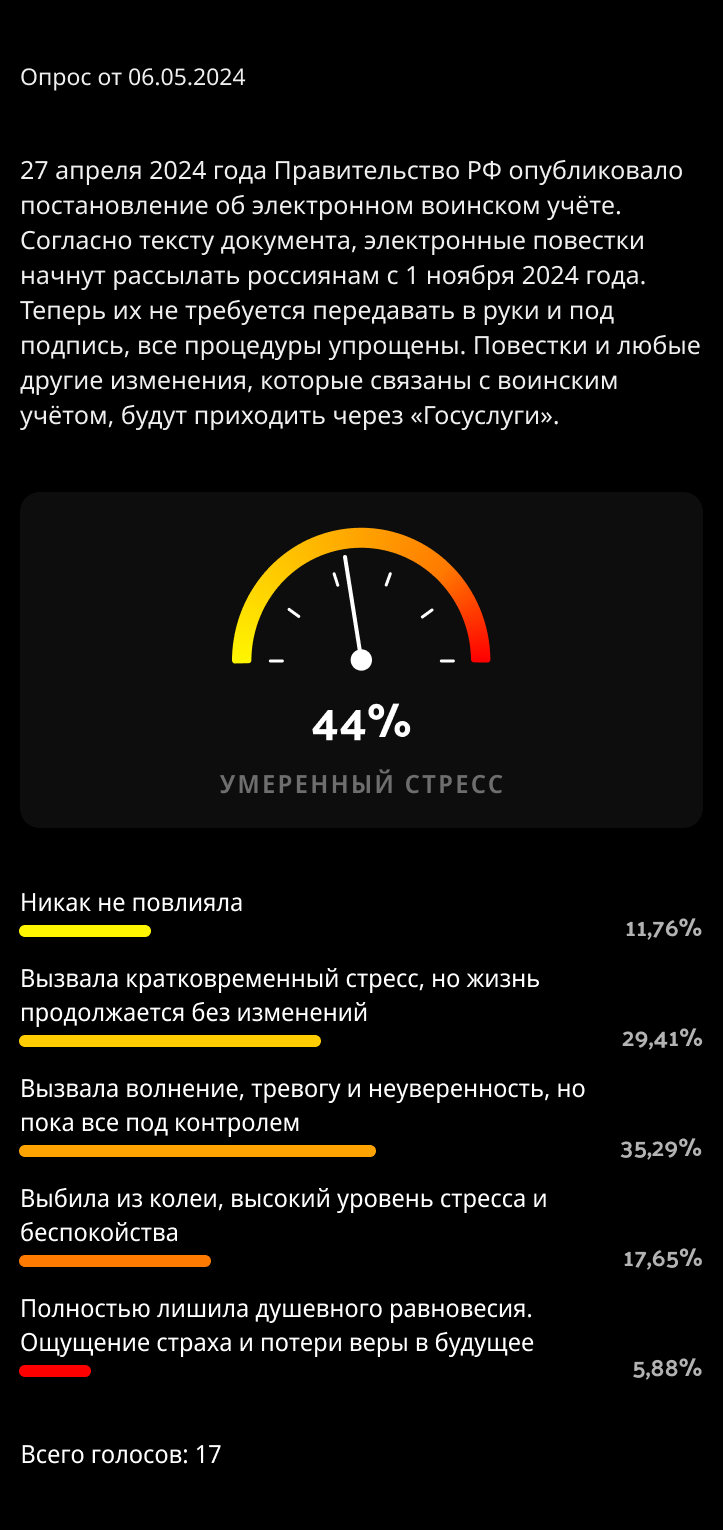 Опрос от 06.05.2024
27 апреля 2024 года Правительство РФ опубликовало
постановление об электронном воинском учёте.
Согласно тексту документа, электронные повестки
начнут рассылать россиянам с 1 ноября 2024 года.
Теперь их не требуется передавать в руки и под
подпись, все процедуры упрощены. Повестки и любые
другие изменения, которые связаны с воинским
учётом, будут приходить через «Госуслуги».
44%
УМЕРЕННЫЙ СТРЕСС
Никак не повлияла
11,76%
Вызвала кратковременный стресс, но жизнь
продолжается без изменений
29,41%
Вызвала волнение, тревогу и неуверенность, но
пока все под контролем
35,29%
Выбила из колеи, высокий уровень стресса и
беспокойства
17,65%
Полностью лишила душевного равновесия.
Ощущение страха и потери веры в будущее
5,88%
Всего голосов: 17